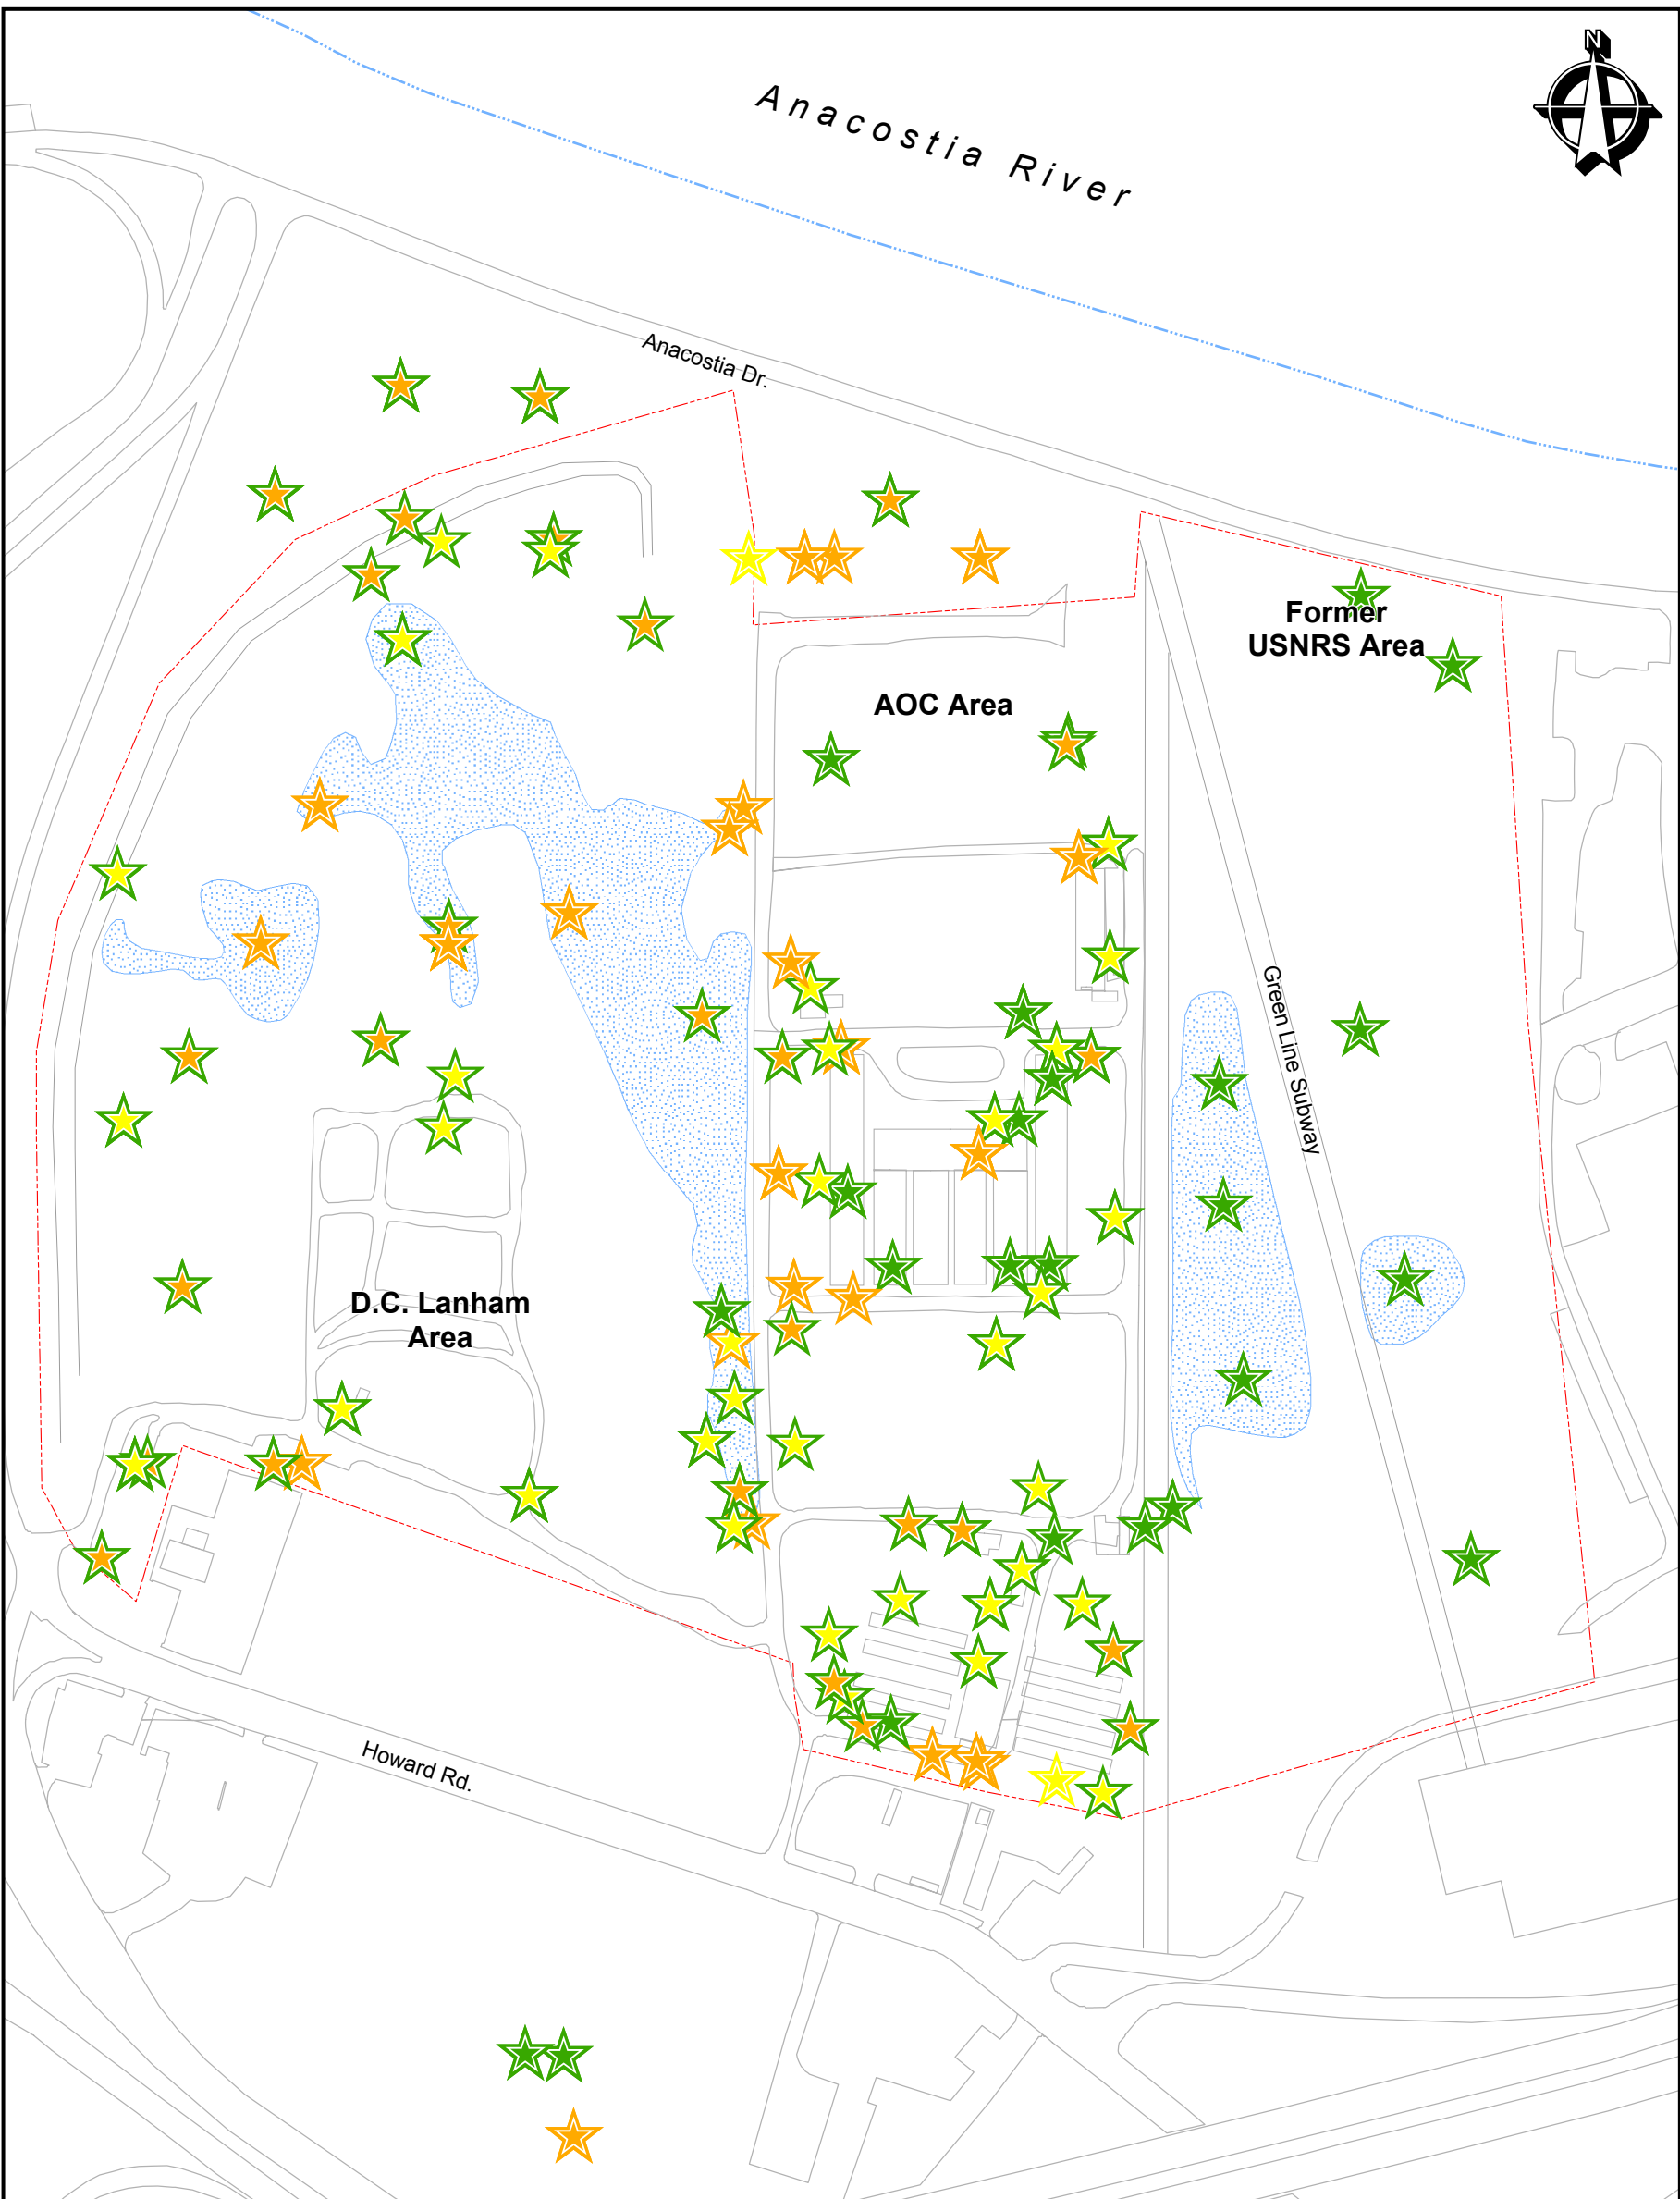 N
Anacostia River
Anacostia Dr.
Former
USNRS Area
AOC Area
Green Line Subway
D.C. Lanham
Area
Howard Rd.